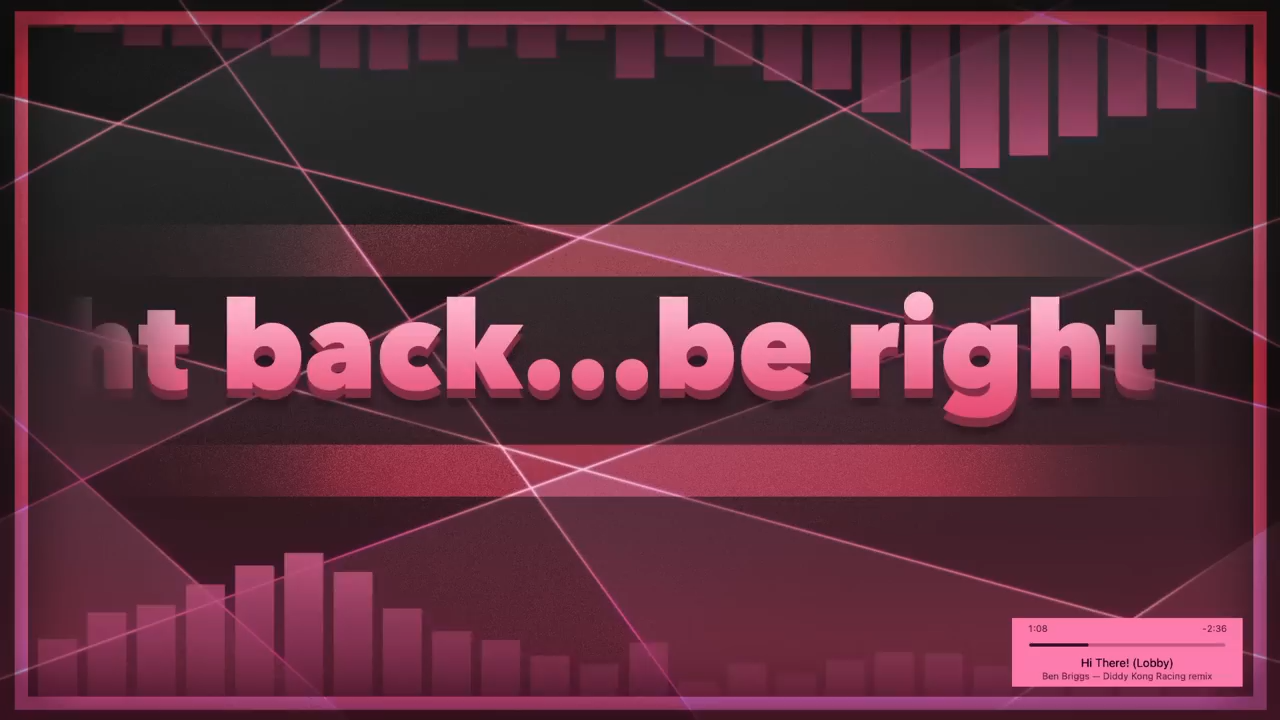 ht back...be right
1:08 -2:36
Hi There! (Lobby)
Ben Briggs — Diddy Kong Racing remix